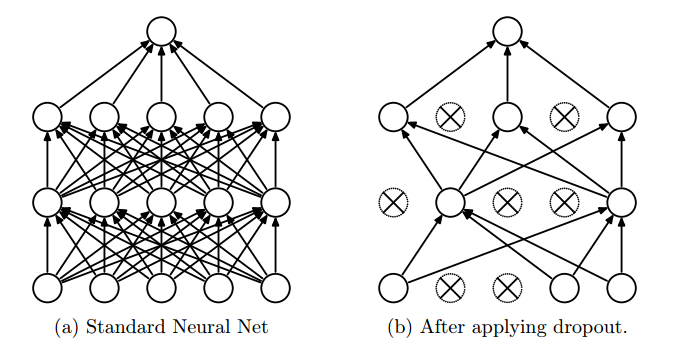 (a) Standard Neural Net
(b) After applying dropout.